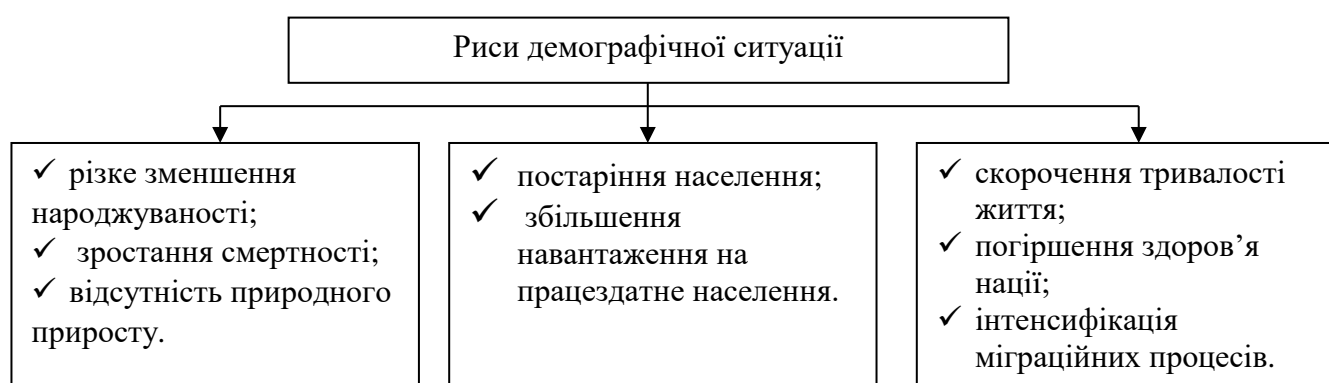 Риси демографічної ситуації
✓ різке зменшення
народжуваності;
✓ зростання смертності;
✓ відсутність природного
приросту.
✓ постаріння населення;
✓ збільшення
навантаження на
працездатне населення.
✓ скорочення тривалості
життя;
✓ погіршення здоров’я
нації;
✓ інтенсифікація
міграційних процесів.